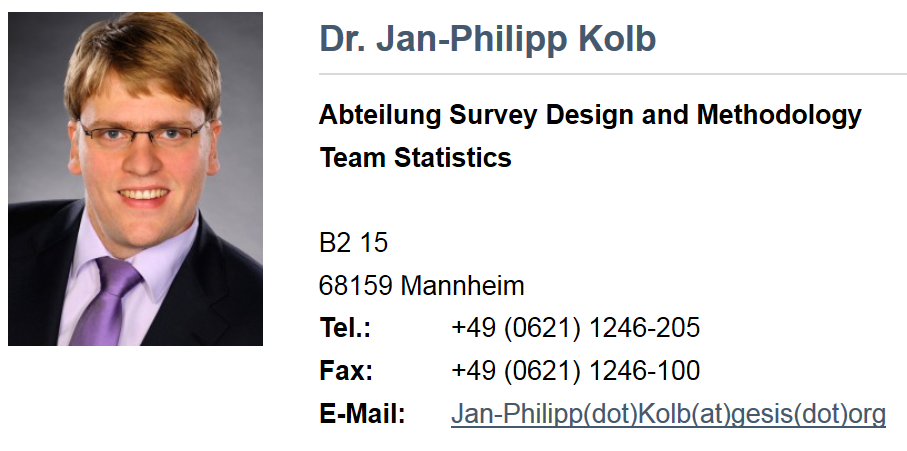 Dr. Jan-Philipp Kolb
Abteilung Survey Design and Methodology
Team Statistics
B2 15
68159 Mannheim
Tel.: +49 (0621) 1246-205
Fax: +49 (0621) 1246-100
E-Mail: Jan-Philipp(dot)Kolb(at)gesis(dot)org